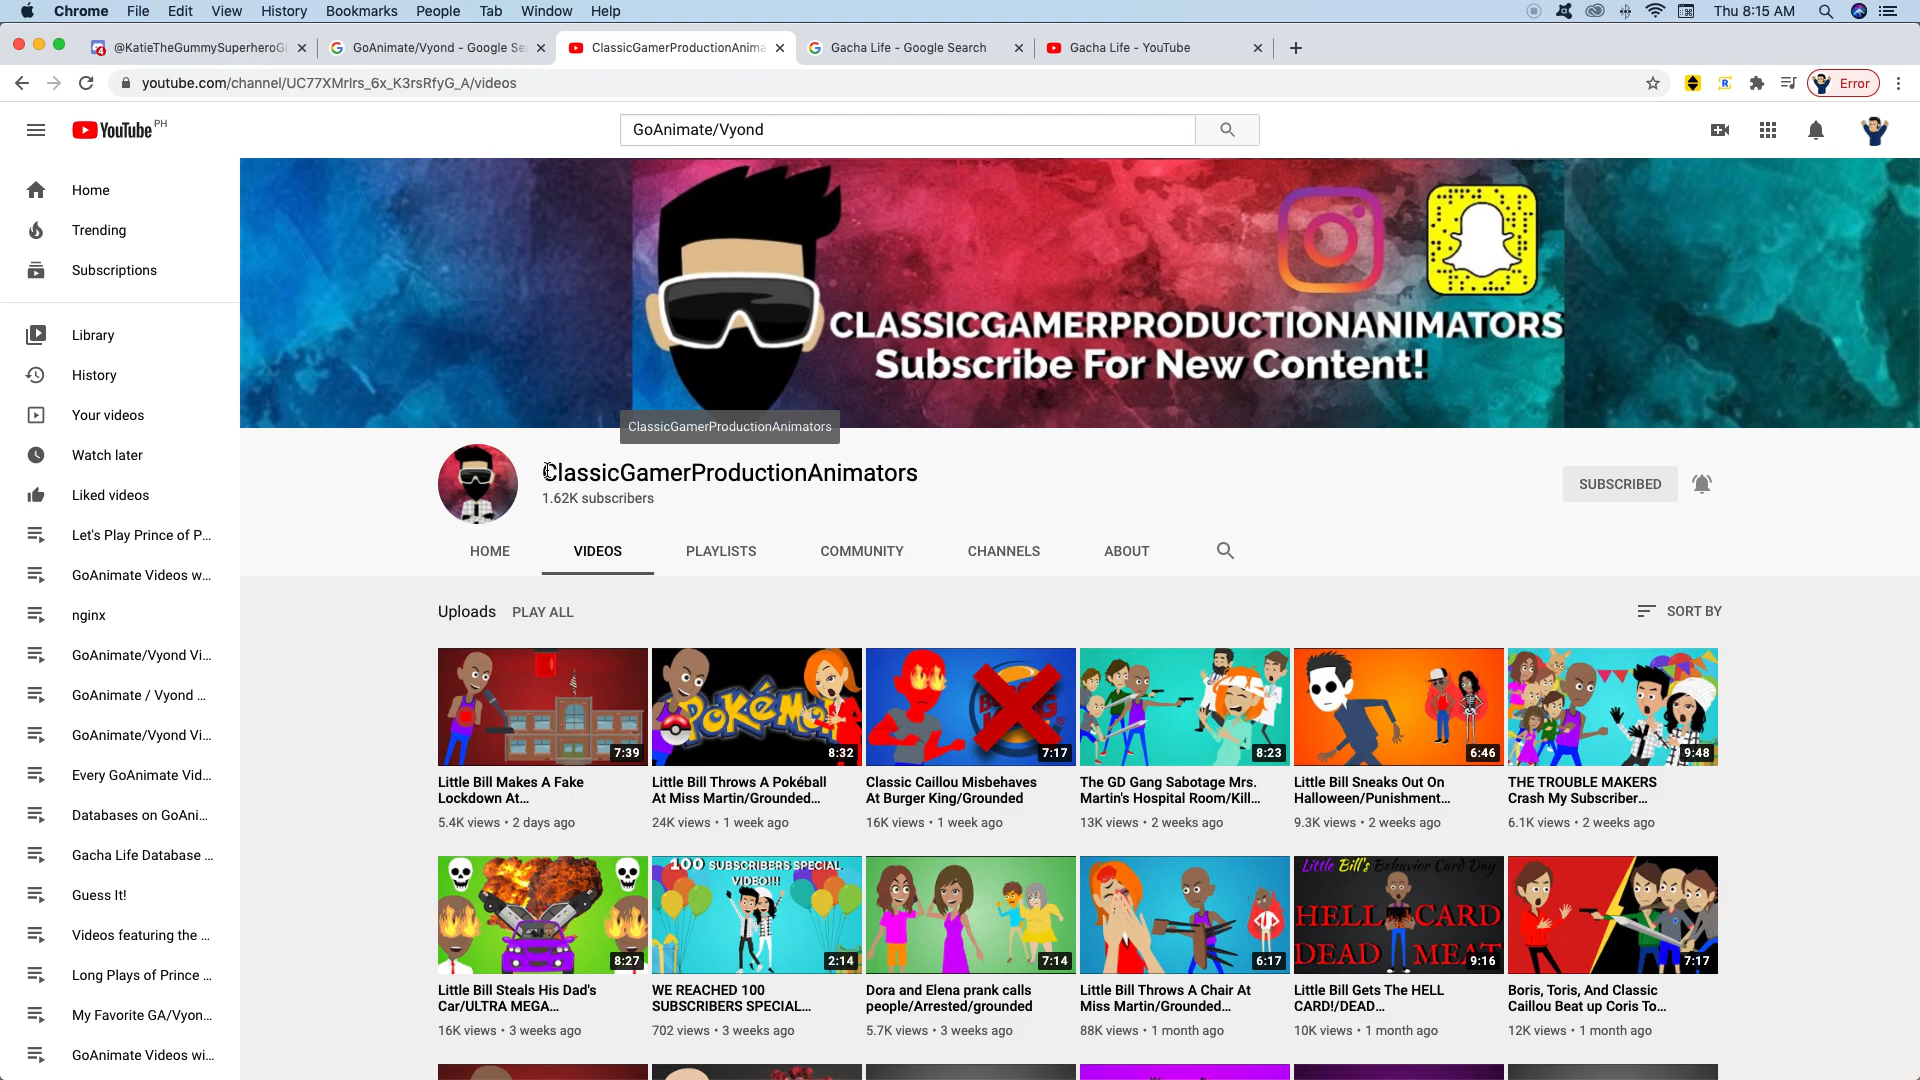 Chrome File Edit View History Bookmarks People Tab Window Help Thu 8:15 AM
@KatieTheGummySuperheroGi GoAnimate/Vyond - Google Se ClassicGamerProductionAnima Gacha Life - Google Search Gacha Life - YouTube
youtube.com/channel/UC77XMrIrs_6x_K3rsRfyG_A/videos Error
YouTube PH
GoAnimate/Vyond
Home
Trending
Subscriptions
Library
History
Your videos
Watch later
Liked videos
Let's Play Prince of P...
GoAnimate Videos w...
nginx
GoAnimate/Vyond Vi...
GoAnimate / Vyond ...
GoAnimate/Vyond Vi...
Every GoAnimate Vid...
Databases on GoAni...
Gacha Life Database ...
Guess It!
Videos featuring the ...
Long Plays of Prince ...
My Favorite GA/Vyon...
GoAnimate Videos wi...
CLASSICGAMERPRODUCTIONANIMATORS
Subscribe For New Content!
ClassicGamerProductionAnimators
ClassicGamerProductionAnimators
1.62K subscribers
SUBSCRIBED
HOME VIDEOS PLAYLISTS COMMUNITY CHANNELS ABOUT
Uploads PLAY ALL SORT BY
7:39
Little Bill Makes A Fake
Lockdown At...
5.4K views • 2 days ago
POKÉMON
8:32
Little Bill Throws A Pokéball
At Miss Martin/Grounded...
24K views • 1 week ago
7:17
Classic Caillou Misbehaves
At Burger King/Grounded
16K views • 1 week ago
8:23
The GD Gang Sabotage Mrs.
Martin's Hospital Room/Kill...
13K views • 2 weeks ago
6:46
Little Bill Sneaks Out On
Halloween/Punishment...
9.3K views • 2 weeks ago
9:48
THE TROUBLE MAKERS
Crash My Subscriber...
6.1K views • 2 weeks ago
8:27
Little Bill Steals His Dad's
Car/ULTRA MEGA...
16K views • 3 weeks ago
100 SUBSCRIBERS SPECIAL
VIDEO!!!
2:14
WE REACHED 100
SUBSCRIBERS SPECIAL...
702 views • 3 weeks ago
7:14
Dora and Elena prank calls
people/Arrested/grounded
5.7K views • 3 weeks ago
6:17
Little Bill Throws A Chair At
Miss Martin/Grounded...
88K views • 1 month ago
Little Bill's Behavior Card Day
HELL CARD
DEAD MEAT
9:16
Little Bill Gets The HELL
CARD!/DEAD...
10K views • 1 month ago
7:17
Boris, Toris, And Classic
Caillou Beat up Coris To...
12K views • 1 month ago